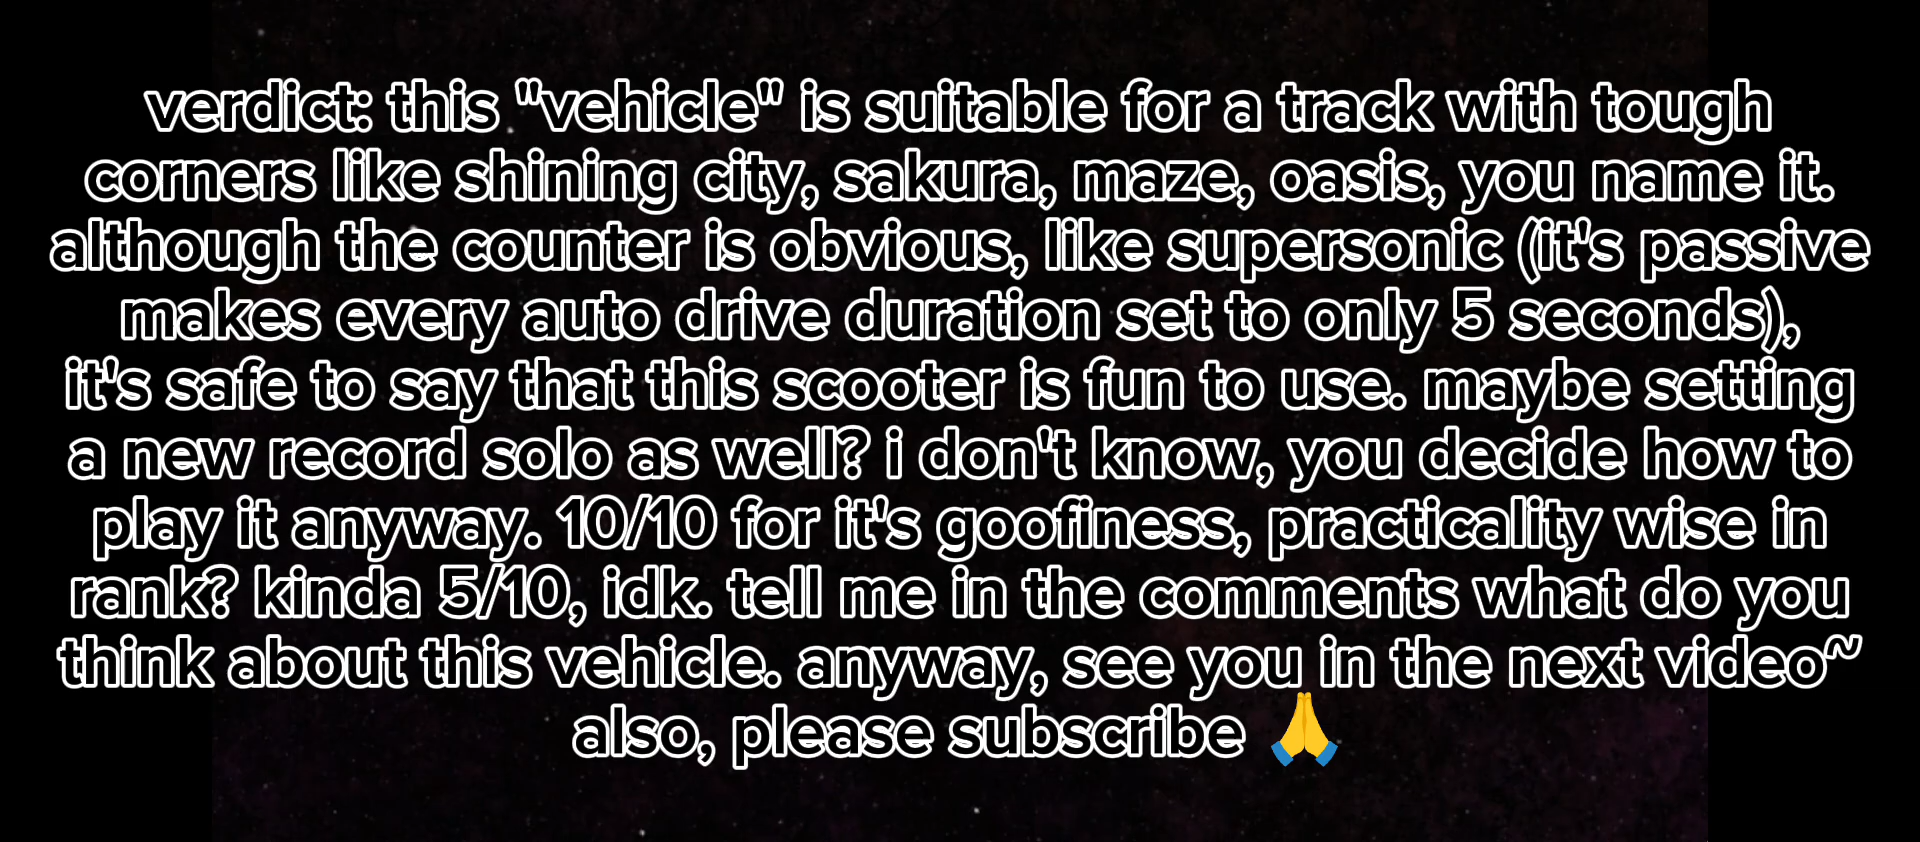 verdict: this "vehicle" is suitable for a track with tough
corners like shining city, sakura, maze, oasis, you name it.
although the counter is obvious, like supersonic (it's passive
makes every auto drive duration set to only 5 seconds),
it's safe to say that this scooter is fun to use. maybe setting
a new record solo as well? i don't know, you decide how to
play it anyway. 10/10 for it's goofiness, practicality wise in
rank? kinda 5/10, idk. tell me in the comments what do you
think about this vehicle. anyway, see you in the next video~
also, please subscribe 🙏